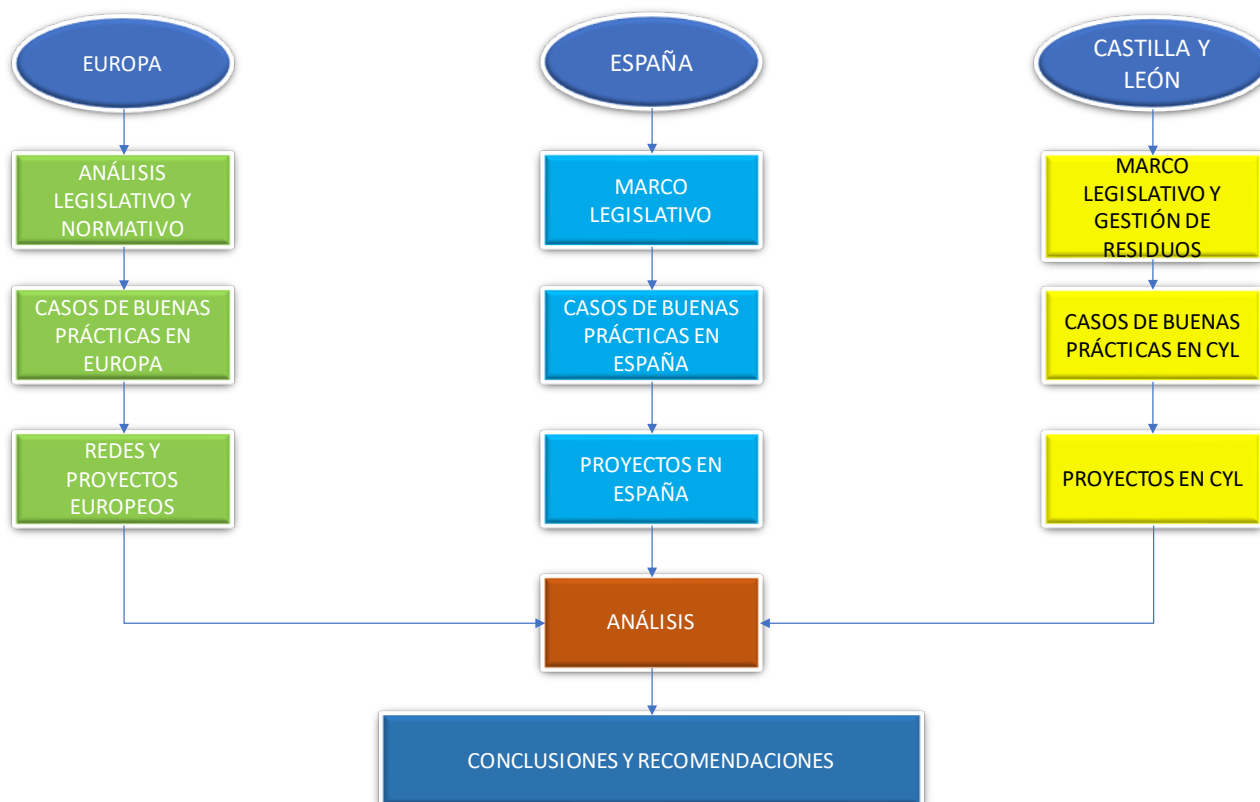 EUROPA
ESPAÑA
CASTILLA Y
LEÓN
ANÁLISIS
LEGISLATIVO Y
NORMATIVO
MARCO
LEGISLATIVO
MARCO
LEGISLATIVO Y
GESTIÓN DE
RESIDUOS
CASOS DE BUENAS
PRÁCTICAS EN
EUROPA
CASOS DE BUENAS
PRÁCTICAS EN
ESPAÑA
CASOS DE BUENAS
PRÁCTICAS EN CYL
REDES Y
PROYECTOS
EUROPEOS
PROYECTOS EN
ESPAÑA
PROYECTOS EN CYL
ANÁLISIS
CONCLUSIONES Y RECOMENDACIONES